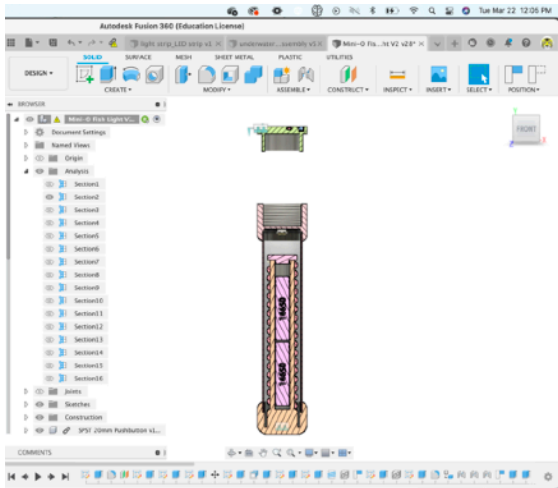 Tue Mar 22 12:05 PM
Autodesk Fusion 360 (Education License)
light strip_LED strip v1 × underwater...assembly v5 × Mini-O Fis...ht V2 v28* ×
SOLID SURFACE MESH SHEET METAL PLASTIC UTILITIES
DESIGN
CREATE MODIFY ASSEMBLE CONSTRUCT INSPECT INSERT SELECT POSITION
BROWSER
Mini-O Fish Light V...
Document Settings
Named Views
Origin
Analysis
Section1
Section2
Section3
Section4
Section5
Section6
Section7
Section8
Section9
Section10
Section11
Section12
Section13
Section14
Section15
Section16
Joints
Sketches
Construction
SPST 20mm Pushbutton v1...
FRONT
14650
14650
COMMENTS